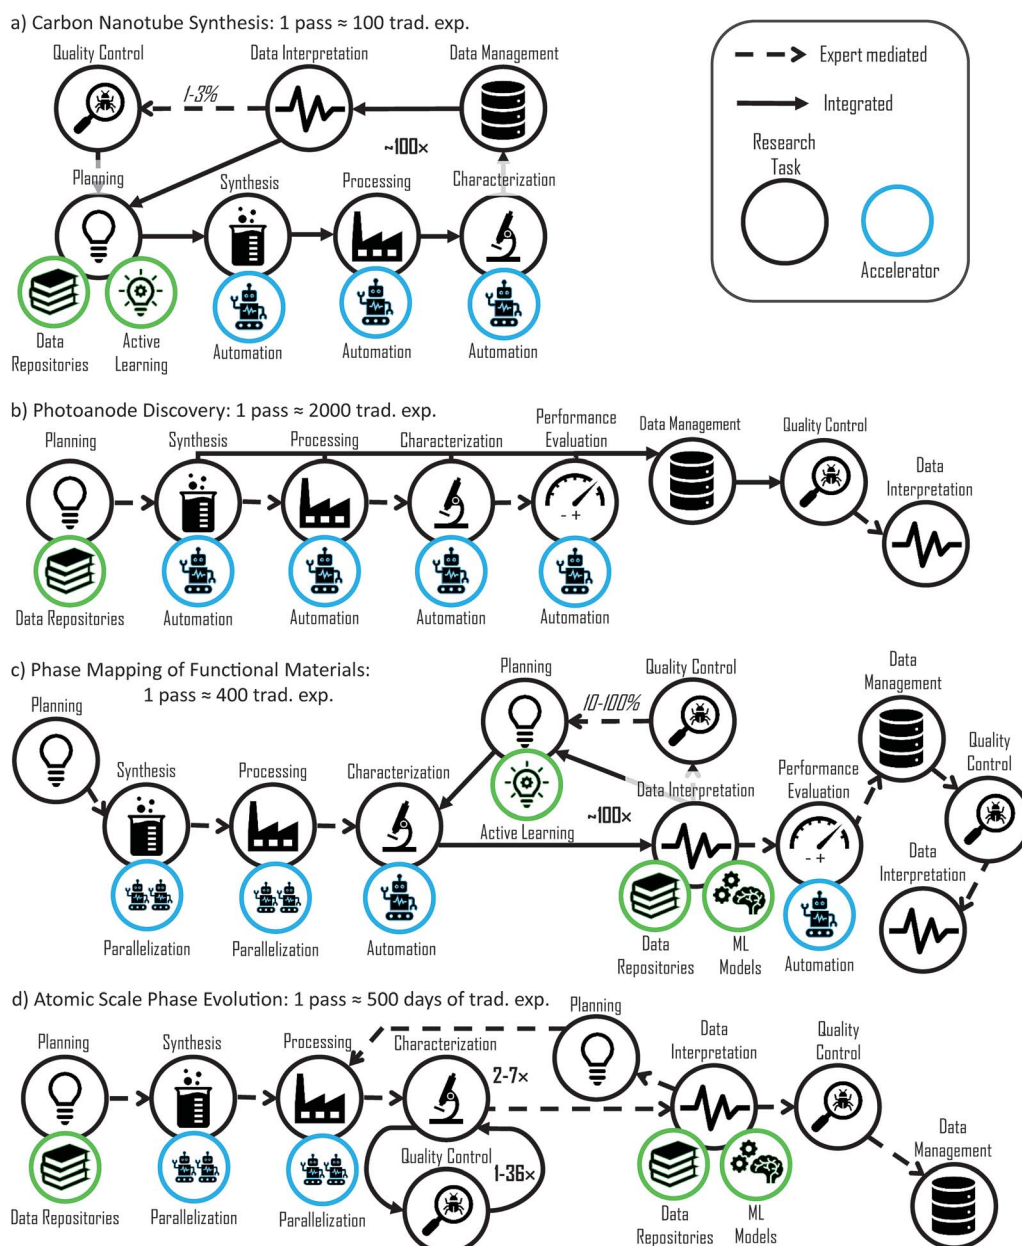 a) Carbon Nanotube Synthesis: 1 pass ≈ 100 trad. exp.
Quality Control
Data Interpretation
Data Management
1-3%
~100×
Planning
Synthesis
Processing
Characterization
Data
Repositories
Active
Learning
Automation
Automation
Automation
Expert mediated
Integrated
Research
Task
Accelerator
b) Photoanode Discovery: 1 pass ≈ 2000 trad. exp.
Planning
Synthesis
Processing
Characterization
Performance
Evaluation
Data Management
Quality Control
Data
Interpretation
- +
Data Repositories
Automation
Automation
Automation
Automation
c) Phase Mapping of Functional Materials:
1 pass ≈ 400 trad. exp.
Planning
Synthesis
Processing
Characterization
Planning
10-100%
Quality Control
Data
Management
Quality
Control
Active Learning
~100×
Data Interpretation
Performance
Evaluation
- +
Data
Interpretation
Parallelization
Parallelization
Automation
Data
Repositories
ML
Models
Automation
d) Atomic Scale Phase Evolution: 1 pass ≈ 500 days of trad. exp.
Planning
Synthesis
Processing
Characterization
Planning
Data
Interpretation
Quality
Control
2-7×
Quality Control
1-36×
Data
Management
Data Repositories
Parallelization
Parallelization
Data
Repositories
ML
Models